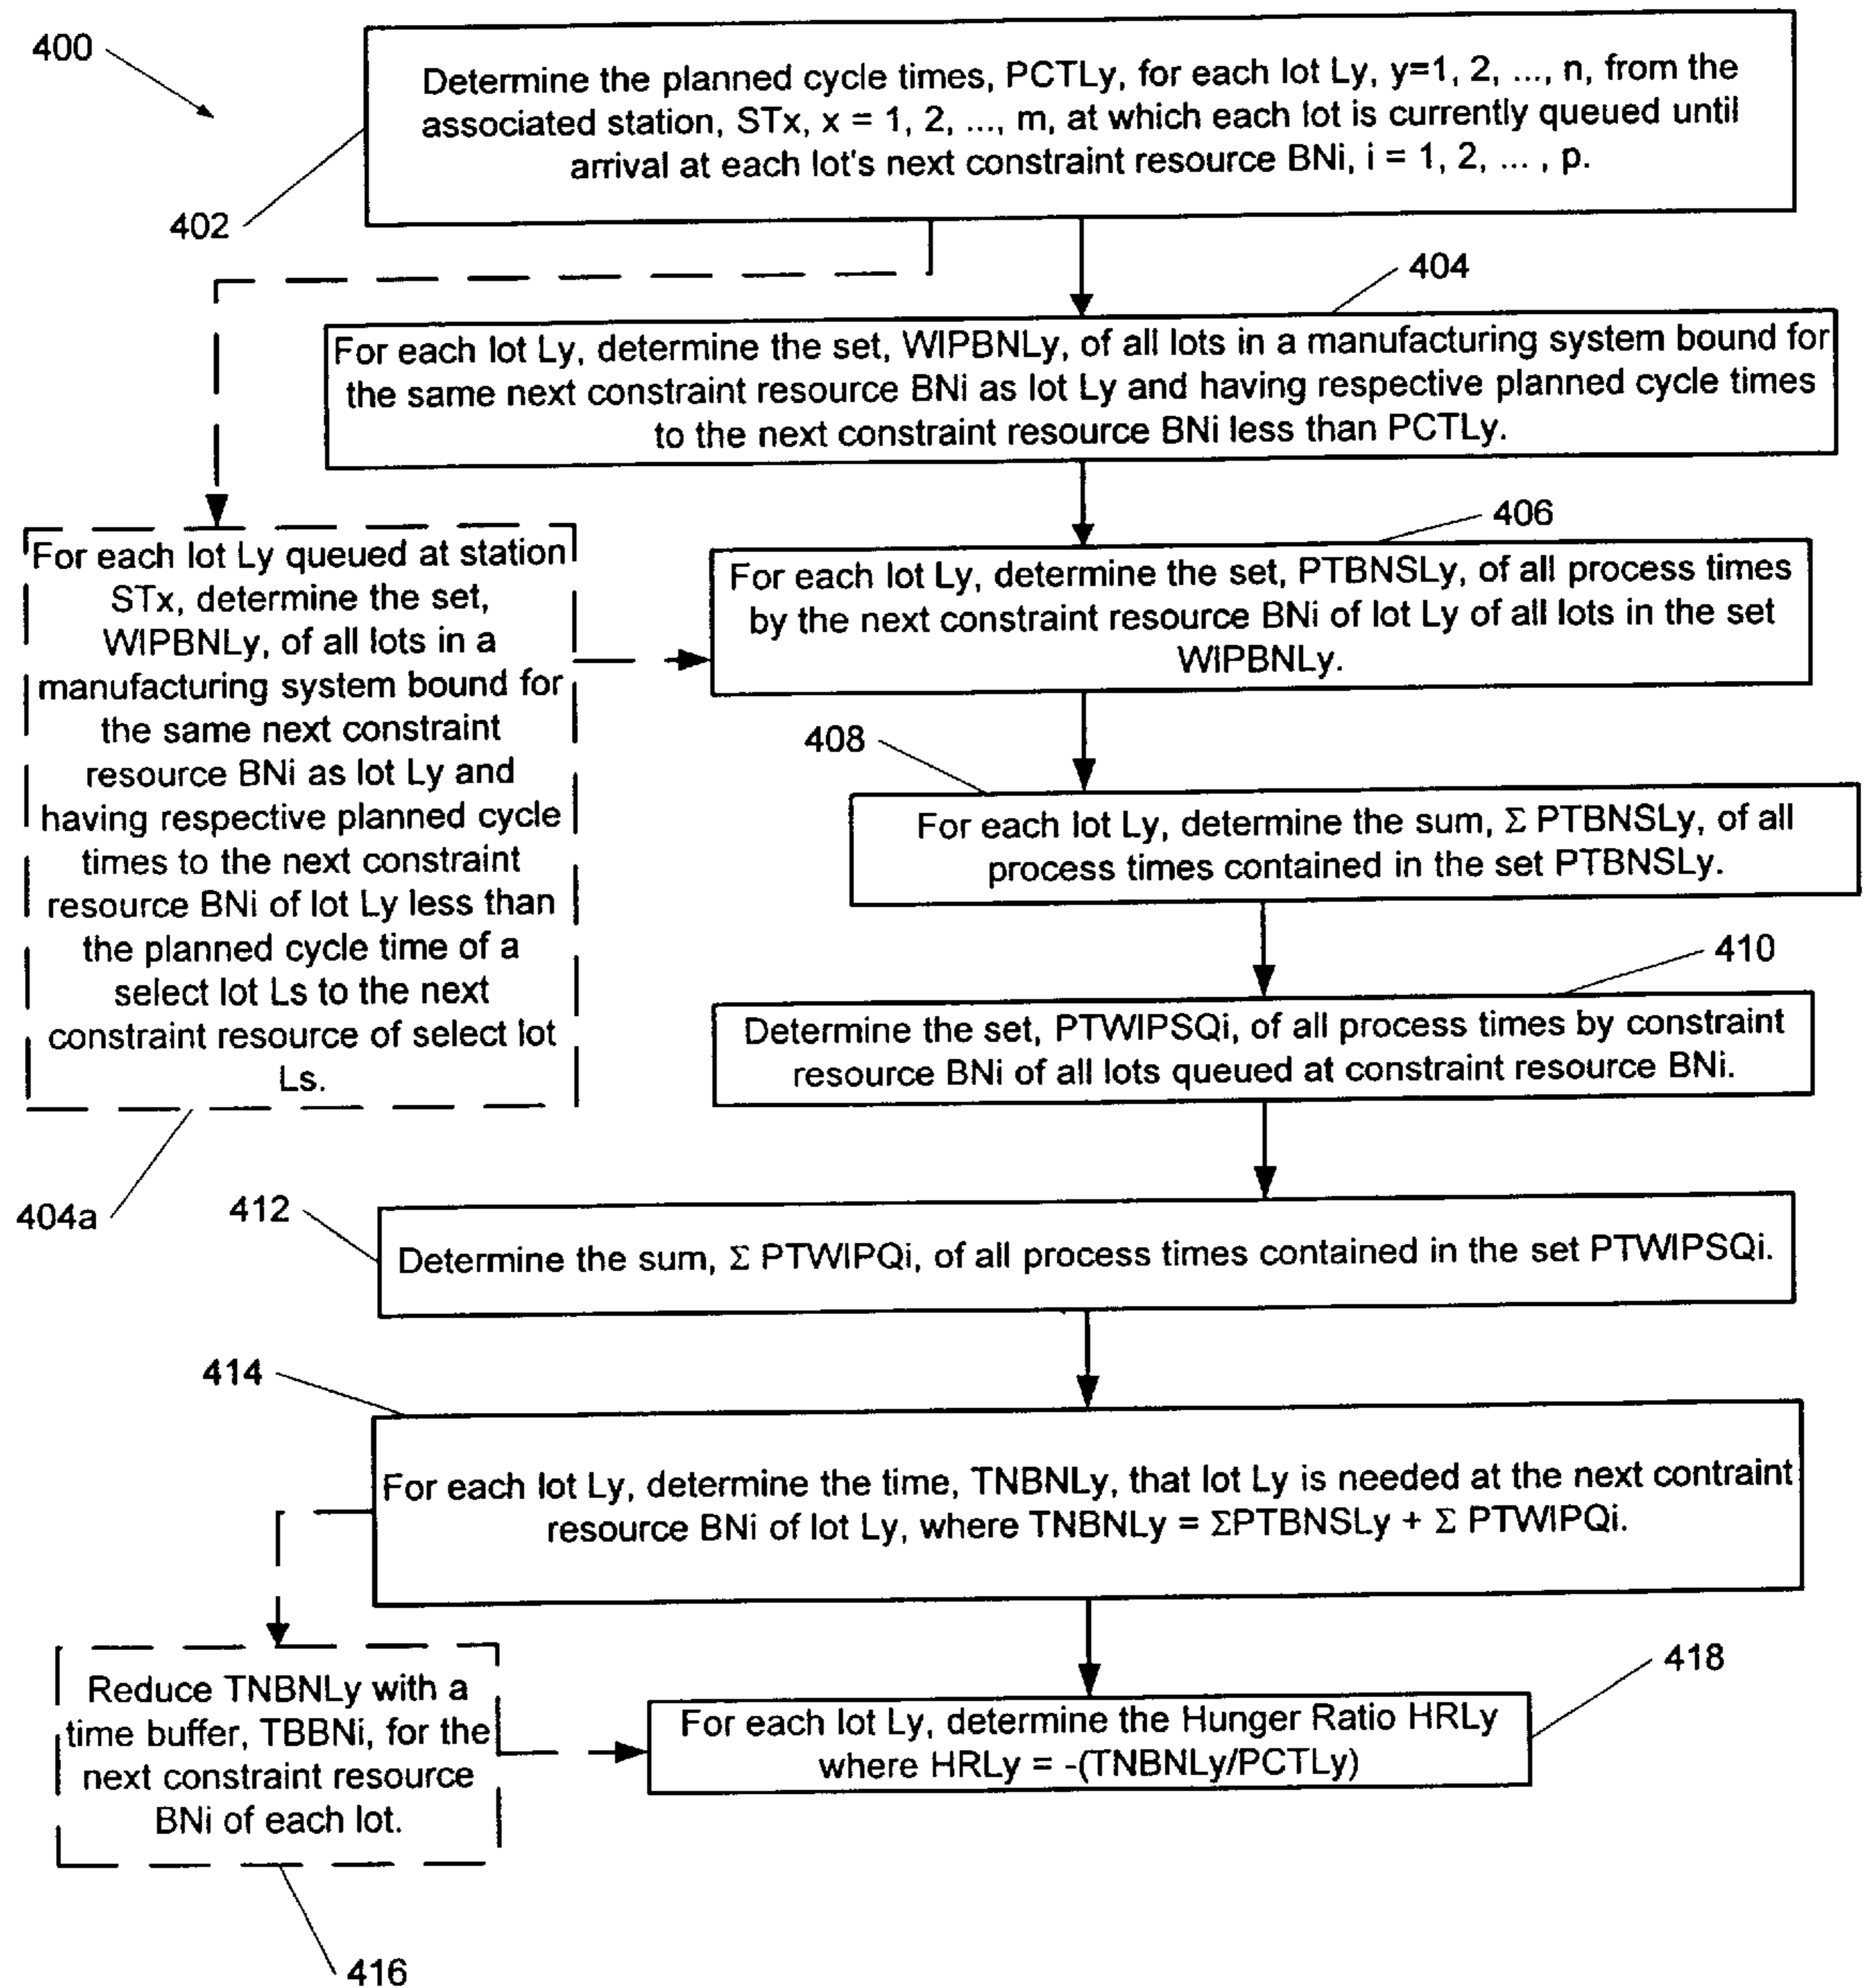 400
Determine the planned cycle times, PCTLy, for each lot Ly, y=1, 2, ..., n, from the
associated station, STx, x = 1, 2, ..., m, at which each lot is currently queued until
arrival at each lot's next constraint resource BNi, i = 1, 2, ... , p.
402
404
For each lot Ly, determine the set, WIPBNLy, of all lots in a manufacturing system bound for
the same next constraint resource BNi as lot Ly and having respective planned cycle times
to the next constraint resource BNi less than PCTLy.
For each lot Ly queued at station
STx, determine the set,
WIPBNLy, of all lots in a
manufacturing system bound for
the same next constraint
resource BNi as lot Ly and
having respective planned cycle
times to the next constraint
resource BNi of lot Ly less than
the planned cycle time of a
select lot Ls to the next
constraint resource of select lot
Ls.
404a
406
For each lot Ly, determine the set, PTBNSLy, of all process times
by the next constraint resource BNi of lot Ly of all lots in the set
WIPBNLy.
408
For each lot Ly, determine the sum, Σ PTBNSLy, of all
process times contained in the set PTBNSLy.
410
Determine the set, PTWIPSQi, of all process times by constraint
resource BNi of all lots queued at constraint resource BNi.
412
Determine the sum, Σ PTWIPQi, of all process times contained in the set PTWIPSQi.
414
For each lot Ly, determine the time, TNBNLy, that lot Ly is needed at the next contraint
resource BNi of lot Ly, where TNBNLy = ΣPTBNSLy + Σ PTWIPQi.
Reduce TNBNLy with a
time buffer, TBBNi, for the
next constraint resource
BNi of each lot.
416
418
For each lot Ly, determine the Hunger Ratio HRLy
where HRLy = -(TNBNLy/PCTLy)